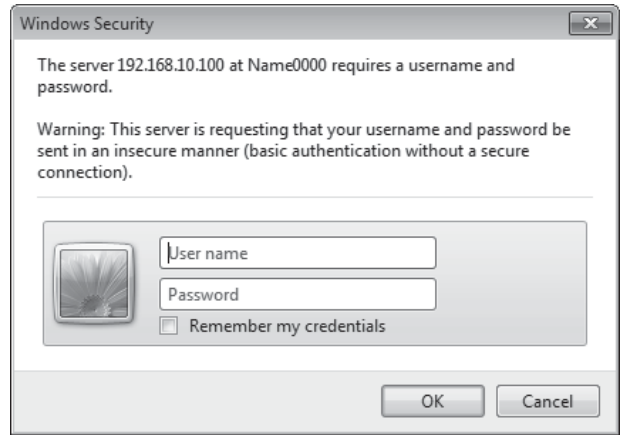 Windows Security
The server 192.168.10.100 at Name0000 requires a username and
password.
Warning: This server is requesting that your username and password be
sent in an insecure manner (basic authentication without a secure
connection).
User name
Password
Remember my credentials
OK
Cancel